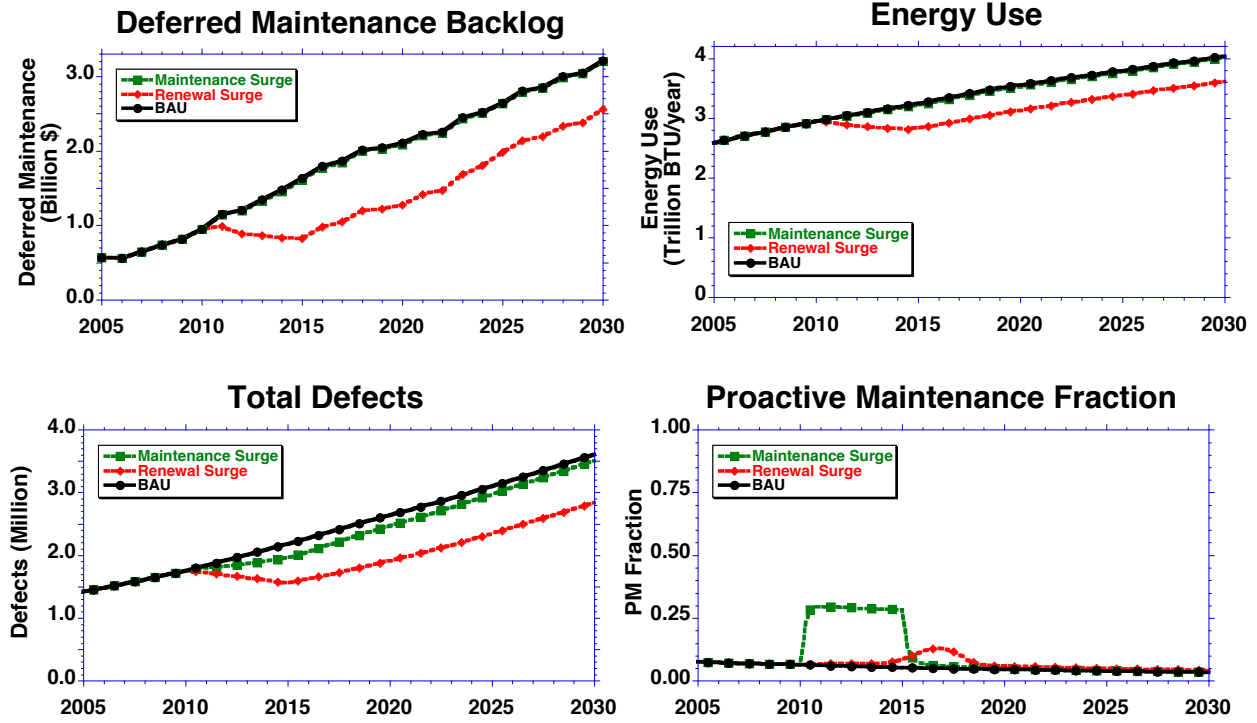 Deferred Maintenance Backlog
Deferred Maintenance
(Billion $)
3.0
2.0
1.0
0.0
Maintenance Surge
Renewal Surge
BAU
2005 2010 2015 2020 2025 2030
Energy Use
Energy Use
(Trillion BTU/year)
4
3
2
1
0
Maintenance Surge
Renewal Surge
BAU
2005 2010 2015 2020 2025 2030
Total Defects
Defects (Million)
4.0
3.0
2.0
1.0
0.0
Maintenance Surge
Renewal Surge
BAU
2005 2010 2015 2020 2025 2030
Proactive Maintenance Fraction
PM Fraction
1.00
0.75
0.50
0.25
0.00
Maintenance Surge
Renewal Surge
BAU
2005 2010 2015 2020 2025 2030